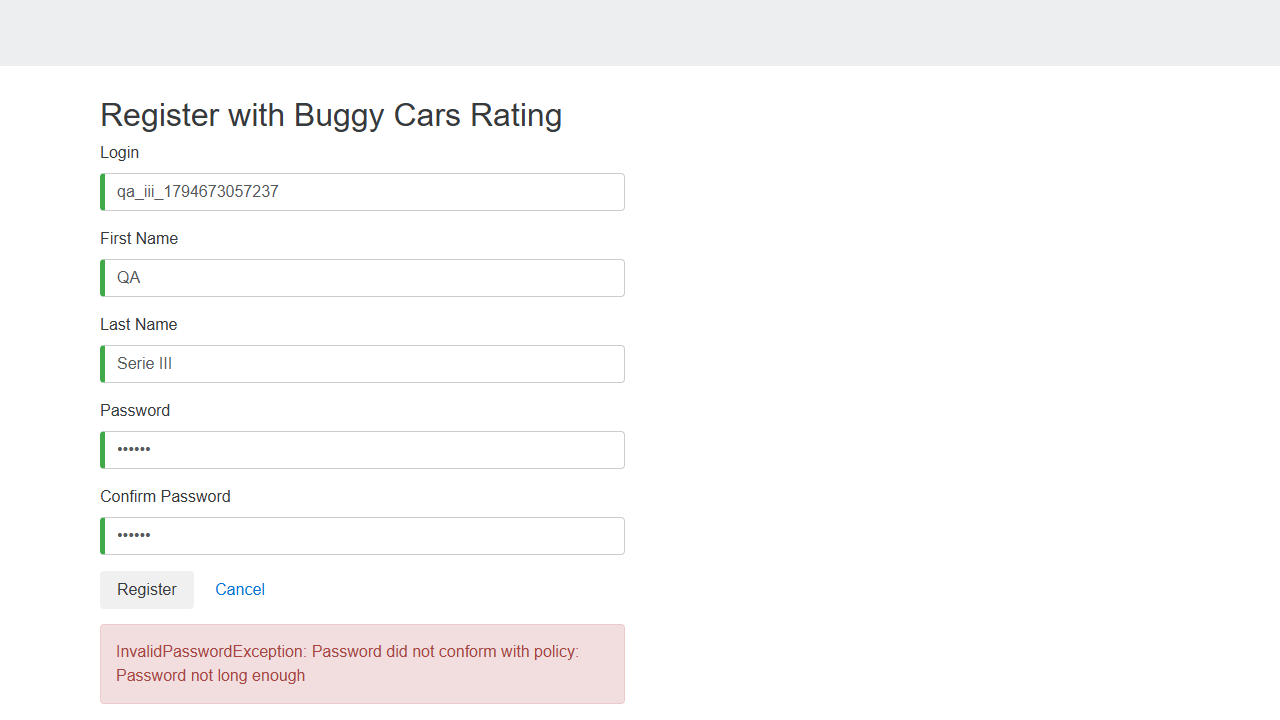 Register with Buggy Cars Rating
Login
qa_iii_1794673057237
First Name
QA
Last Name
Serie III
Password
••••••
Confirm Password
••••••
Register Cancel
InvalidPasswordException: Password did not conform with policy:
Password not long enough